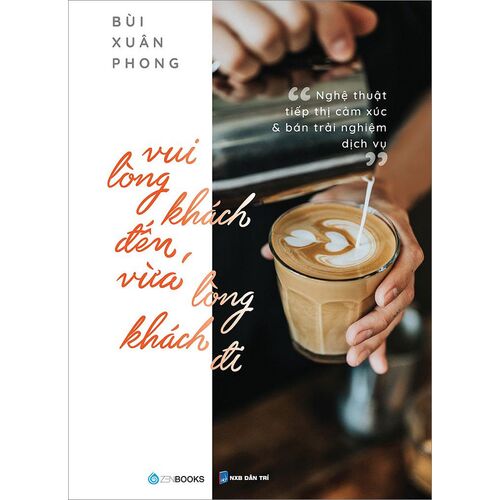 BÙI
XUÂN
PHONG
“ Nghệ thuật
tiếp thị cảm xúc
& bán trải nghiệm
dịch vụ ”
vui
lòng
khách
đến,
vừa
lòng
khách
đi
ZENBOOKS
NXB DÂN TRÍ